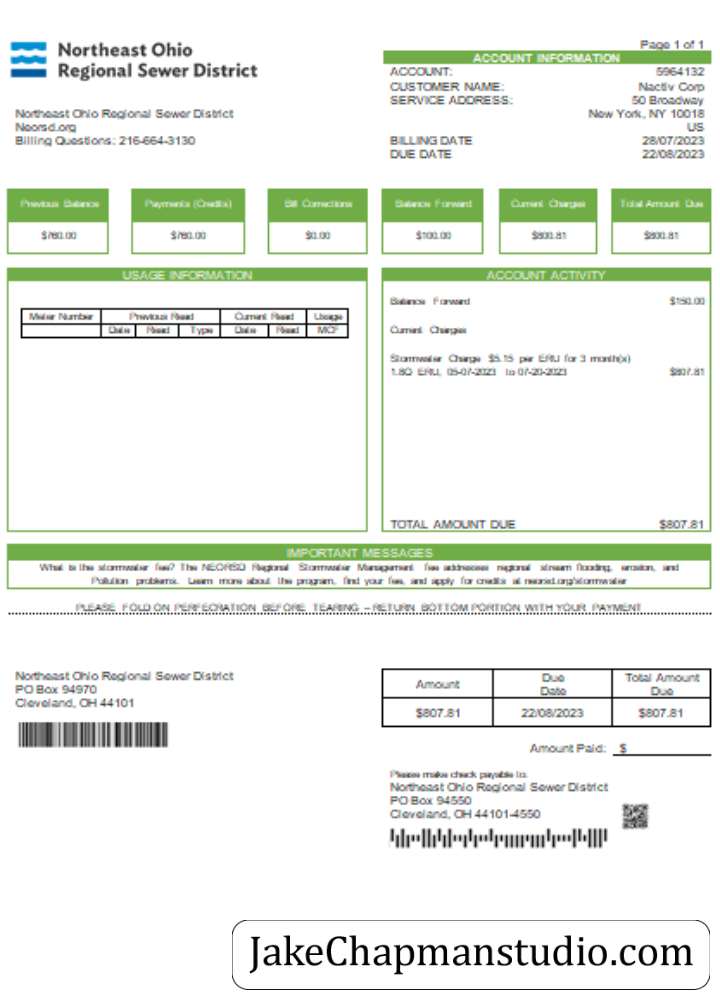 Northeast Ohio
Regional Sewer District
Page 1 of 1
ACCOUNT INFORMATION
ACCOUNT: 5964132
CUSTOMER NAME: Nactiv Corp
SERVICE ADDRESS: 50 Broadway
New York, NY 10018
US
BILLING DATE 28/07/2023
DUE DATE 22/08/2023
Northeast Ohio Regional Sewer District
Neorsd.org
Billing Questions: 216-664-3130
Previous Balance Payments (Credits) Bill Corrections Balance Forward Current Charges Total Amount Due
$760.00 $760.00 $0.00 $100.00 $800.81 $800.81
USAGE INFORMATION
Meter Number Previous Read Current Read Usage
Date Read Type Date Read MCF
ACCOUNT ACTIVITY
Balance Forward $150.00
Current Charges
Stormwater Charge $5.15 per ERU for 3 month(s)
1.8Q ERU, 05-07-2023 to 07-20-2023 $807.81
TOTAL AMOUNT DUE $807.81
IMPORTANT MESSAGES
What is the stormwater fee? The NEORSD Regional Stormwater Management fee addresses regional stream flooding, erosion, and
Pollution problems. Learn more about the program, find your fee, and apply for credits at neorsd.org/stormwater
PLEASE FOLD ON PERFECRATION BEFORE TEARING – RETURN BOTTOM PORTION WITH YOUR PAYMENT
Northeast Ohio Regional Sewer District
PO Box 94970
Cleveland, OH 44101
Amount Due Date Total Amount Due
$807.81 22/08/2023 $807.81
Amount Paid: $
Please make check payable to:
Northeast Ohio Regional Sewer District
PO Box 94550
Cleveland, OH 44101-4550
JakeChapmanstudio.com